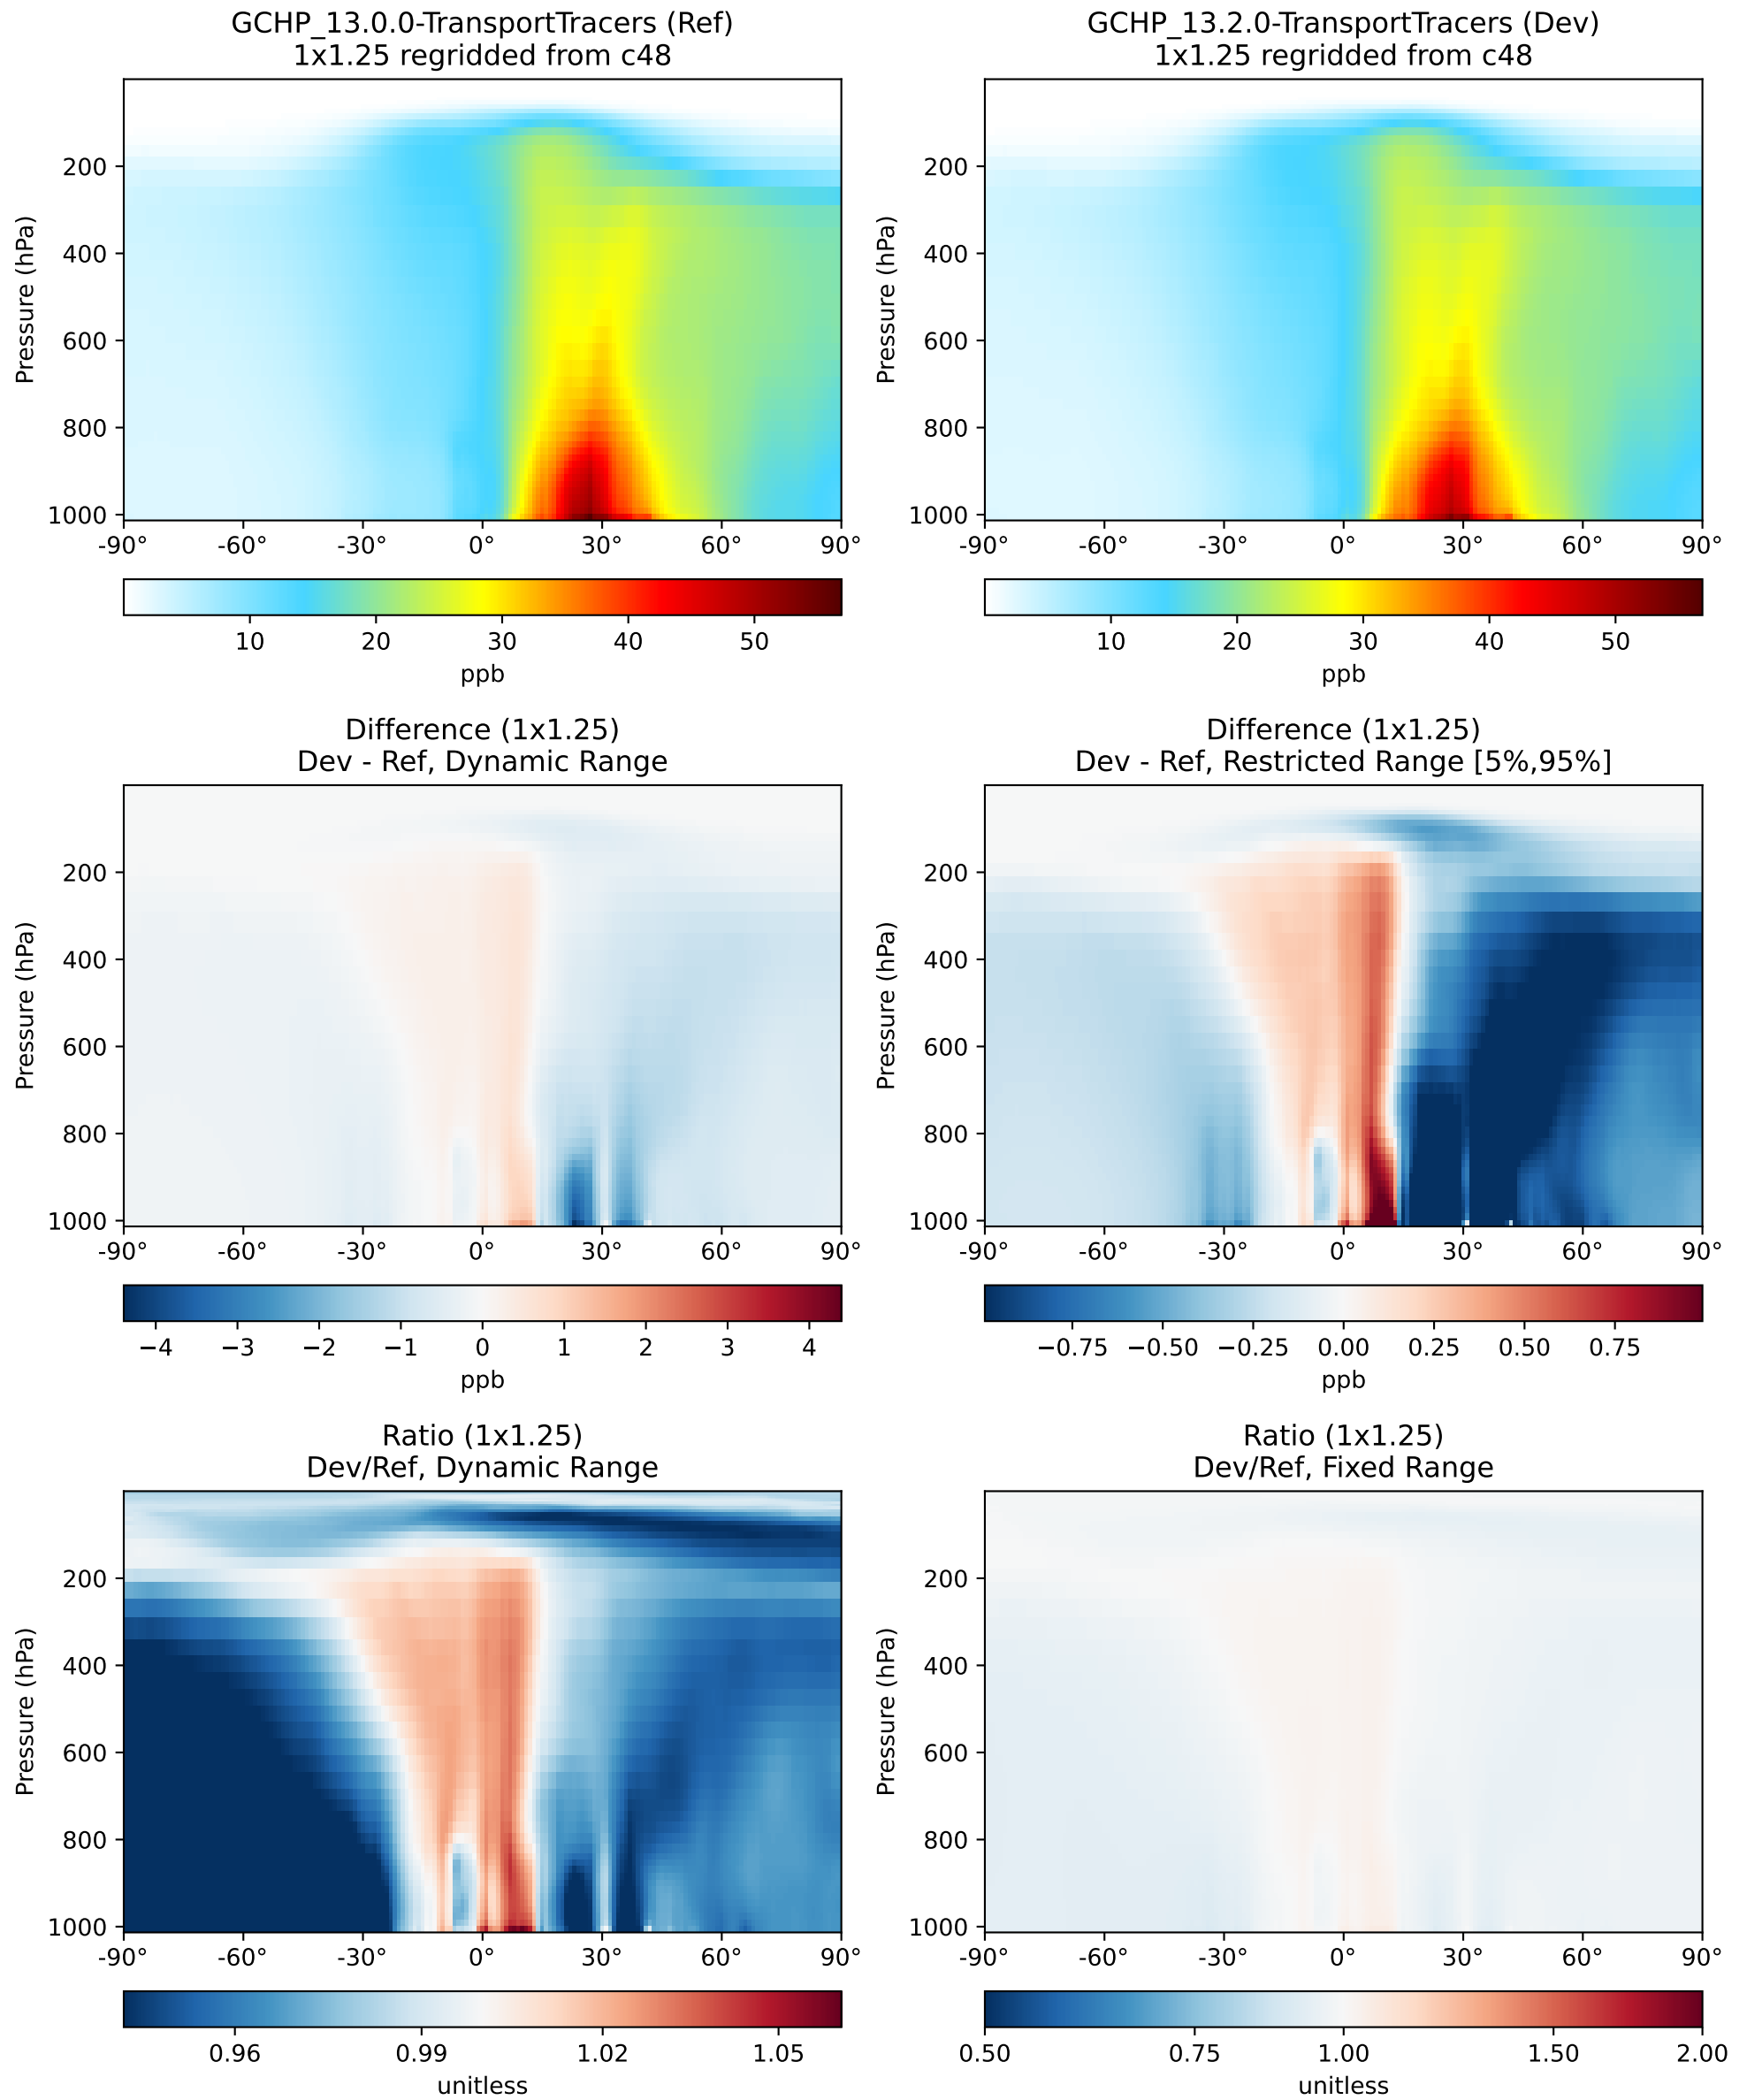 GCHP_13.0.0-TransportTracers (Ref)
1x1.25 regridded from c48
GCHP_13.2.0-TransportTracers (Dev)
1x1.25 regridded from c48
Pressure (hPa)
200
400
600
800
1000
-90° -60° -30° 0° 30° 60° 90°
10 20 30 40 50
ppb
Pressure (hPa)
200
400
600
800
1000
-90° -60° -30° 0° 30° 60° 90°
10 20 30 40 50
ppb
Difference (1x1.25)
Dev - Ref, Dynamic Range
Pressure (hPa)
200
400
600
800
1000
-90° -60° -30° 0° 30° 60° 90°
−4 −3 −2 −1 0 1 2 3 4
ppb
Difference (1x1.25)
Dev - Ref, Restricted Range [5%,95%]
Pressure (hPa)
200
400
600
800
1000
-90° -60° -30° 0° 30° 60° 90°
−0.75 −0.50 −0.25 0.00 0.25 0.50 0.75
ppb
Ratio (1x1.25)
Dev/Ref, Dynamic Range
Pressure (hPa)
200
400
600
800
1000
-90° -60° -30° 0° 30° 60° 90°
0.96 0.99 1.02 1.05
unitless
Ratio (1x1.25)
Dev/Ref, Fixed Range
Pressure (hPa)
200
400
600
800
1000
-90° -60° -30° 0° 30° 60° 90°
0.50 0.75 1.00 1.50 2.00
unitless